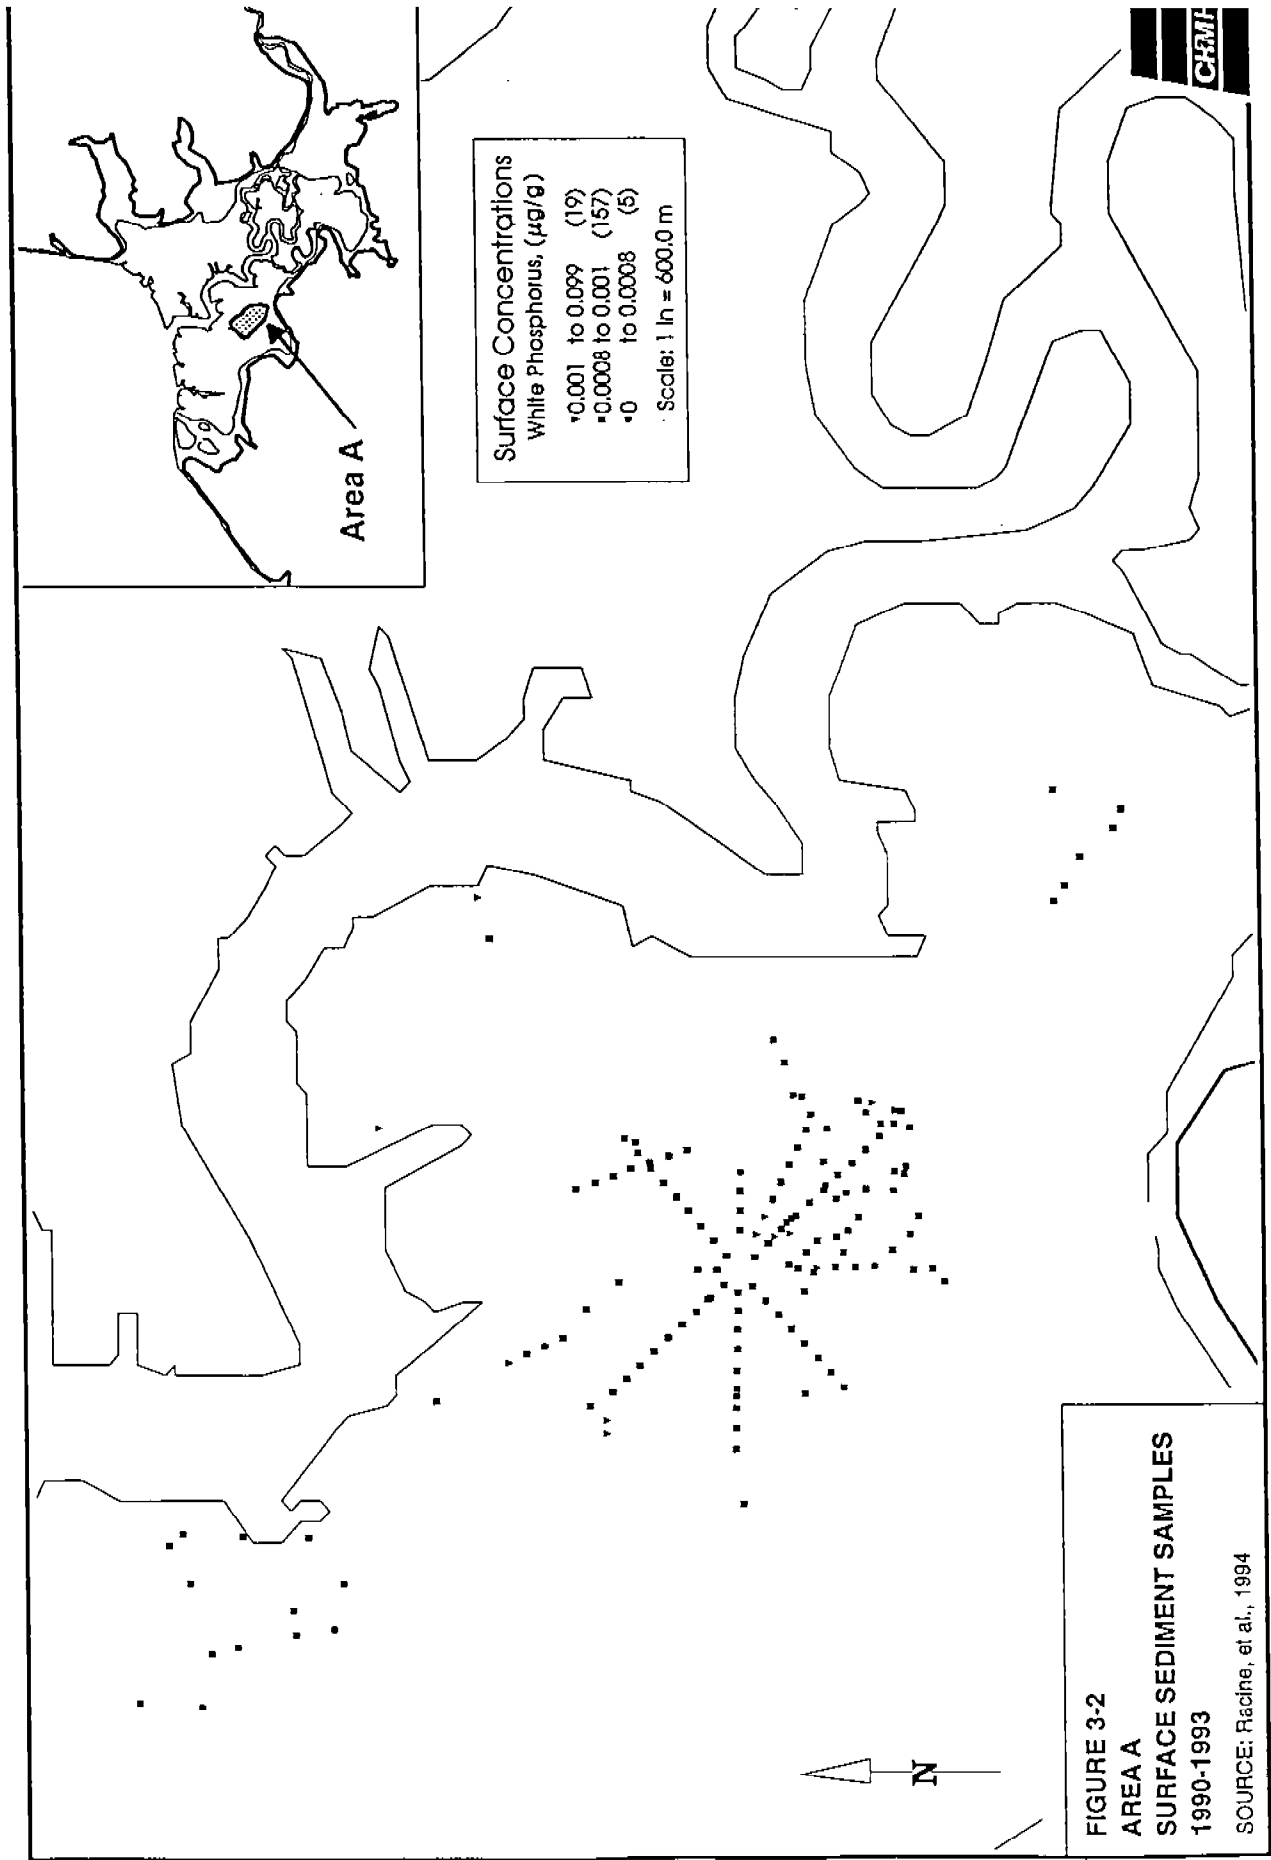 CH2MH
Area A
Surface Concentrations
White Phosphorus, (µg/g)
▾0.001 to 0.099 (19)
▪0.0008 to 0.001 (157)
•0 to 0.0008 (5)
Scale: 1 In = 600.0 m
N
FIGURE 3-2
AREA A
SURFACE SEDIMENT SAMPLES
1990-1993
SOURCE: Racine, et al., 1994